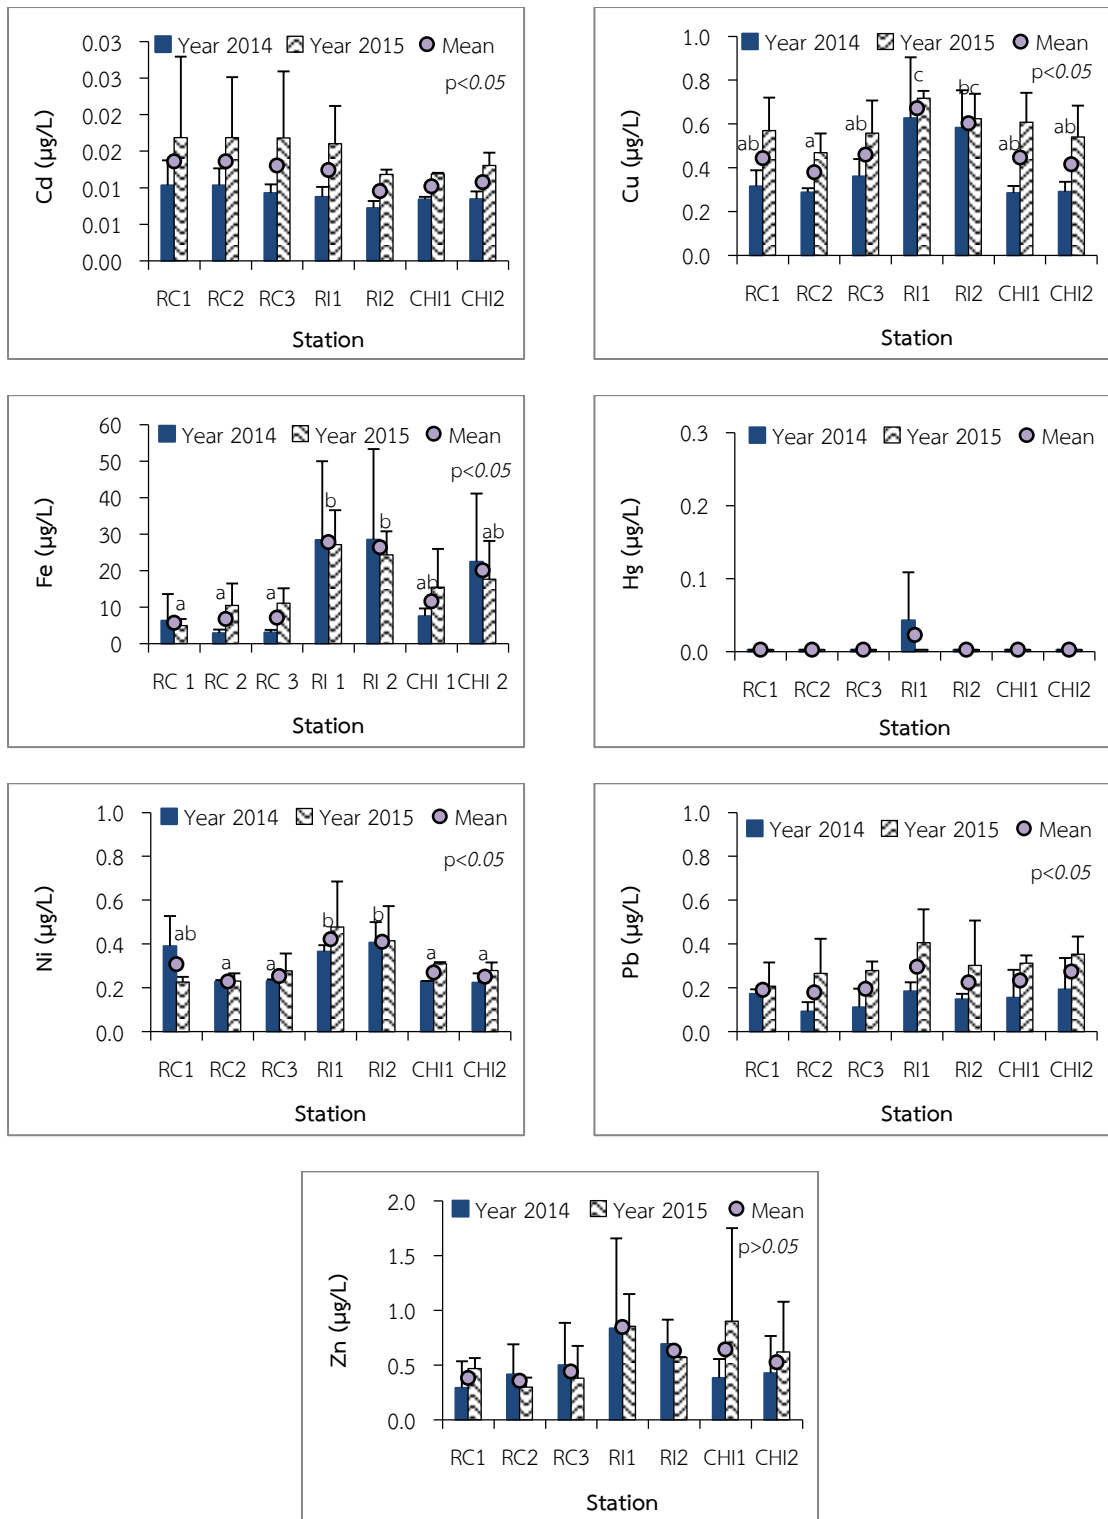 Year 2014 Year 2015 Mean
p<0.05
Cd (µg/L)
0.03
0.03
0.02
0.02
0.01
0.01
0.00
RC1 RC2 RC3 RI1 RI2 CHI1 CHI2
Station
Year 2014 Year 2015 Mean
p<0.05
Cu (µg/L)
1.0
0.8
0.6
0.4
0.2
0.0
ab a ab c bc ab ab
RC1 RC2 RC3 RI1 RI2 CHI1 CHI2
Station
Year 2014 Year 2015 Mean
p<0.05
Fe (µg/L)
60
50
40
30
20
10
0
a a a b b ab ab
RC 1 RC 2 RC 3 RI 1 RI 2 CHI 1 CHI 2
Station
Year 2014 Year 2015 Mean
Hg (µg/L)
0.3
0.2
0.1
0.0
RC1 RC2 RC3 RI1 RI2 CHI1 CHI2
Station
Year 2014 Year 2015 Mean
p<0.05
Ni (µg/L)
1.0
0.8
0.6
0.4
0.2
0.0
ab a a b b a a
RC1 RC2 RC3 RI1 RI2 CHI1 CHI2
Station
Year 2014 Year 2015 Mean
p<0.05
Pb (µg/L)
1.0
0.8
0.6
0.4
0.2
0.0
RC1 RC2 RC3 RI1 RI2 CHI1 CHI2
Station
Year 2014 Year 2015 Mean
p>0.05
Zn (µg/L)
2.0
1.5
1.0
0.5
0.0
RC1 RC2 RC3 RI1 RI2 CHI1 CHI2
Station